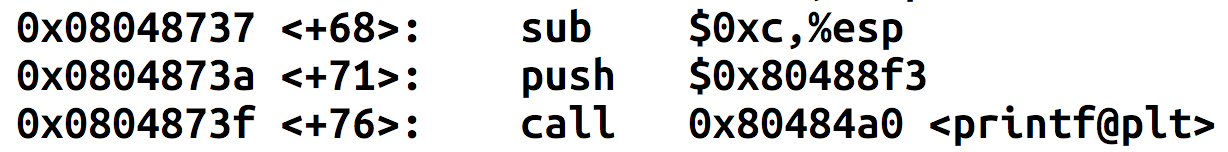 0x08048737 <+68>:    sub    $0xc,%esp
0x0804873a <+71>:    push   $0x80488f3
0x0804873f <+76>:    call   0x80484a0 <printf@plt>